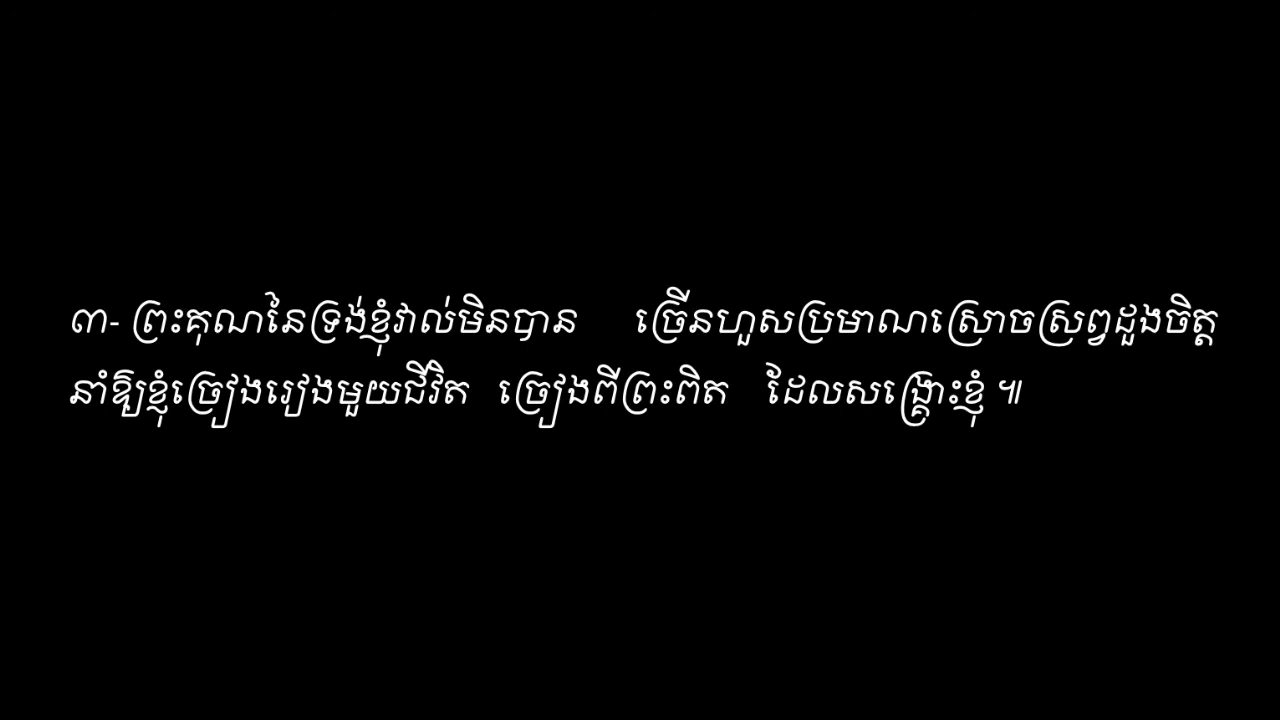 ៣- ព្រះគុណនៃទ្រង់ខ្ញុំវាល់មិនបាន ច្រើនហួសប្រមាណស្រោចស្រព្វដួងចិត្ត
នាំឱ្យខ្ញុំច្រៀងរៀងមួយជីវិត ច្រៀងពីព្រះពិត ដែលសង្គ្រោះខ្ញុំ ៕